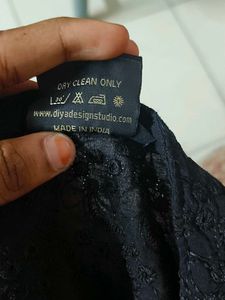 DRY CLEAN ONLY
www.diyadesignstudio.com
MADE IN INDIA